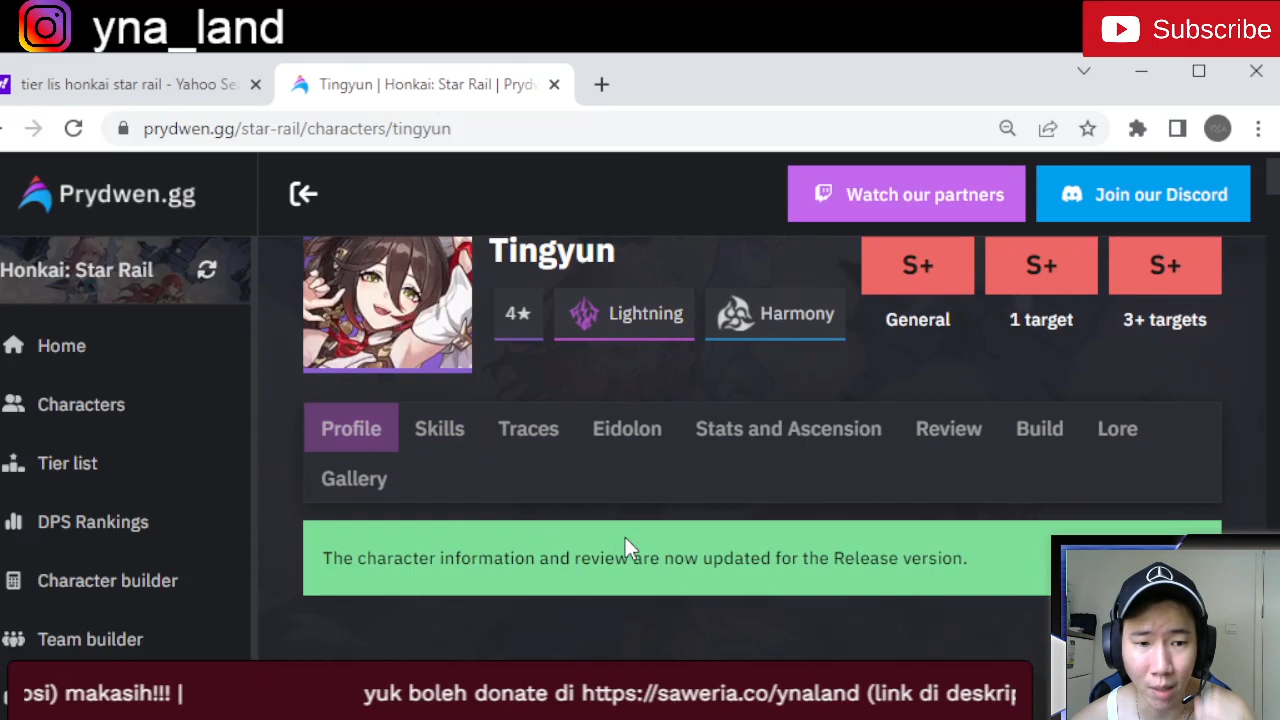 yna_land
Subscribe
tier lis honkai star rail - Yahoo Se
Tingyun | Honkai: Star Rail | Pryd
prydwen.gg/star-rail/characters/tingyun
Prydwen.gg
Watch our partners
Join our Discord
Honkai: Star Rail
Tingyun
S+
S+
S+
4★
Lightning
Harmony
General
1 target
3+ targets
Home
Characters
Tier list
DPS Rankings
Character builder
Team builder
Profile
Skills
Traces
Eidolon
Stats and Ascension
Review
Build
Lore
Gallery
The character information and review are now updated for the Release version.
osi) makasih!!! | yuk boleh donate di https://saweria.co/ynaland (link di deskrip